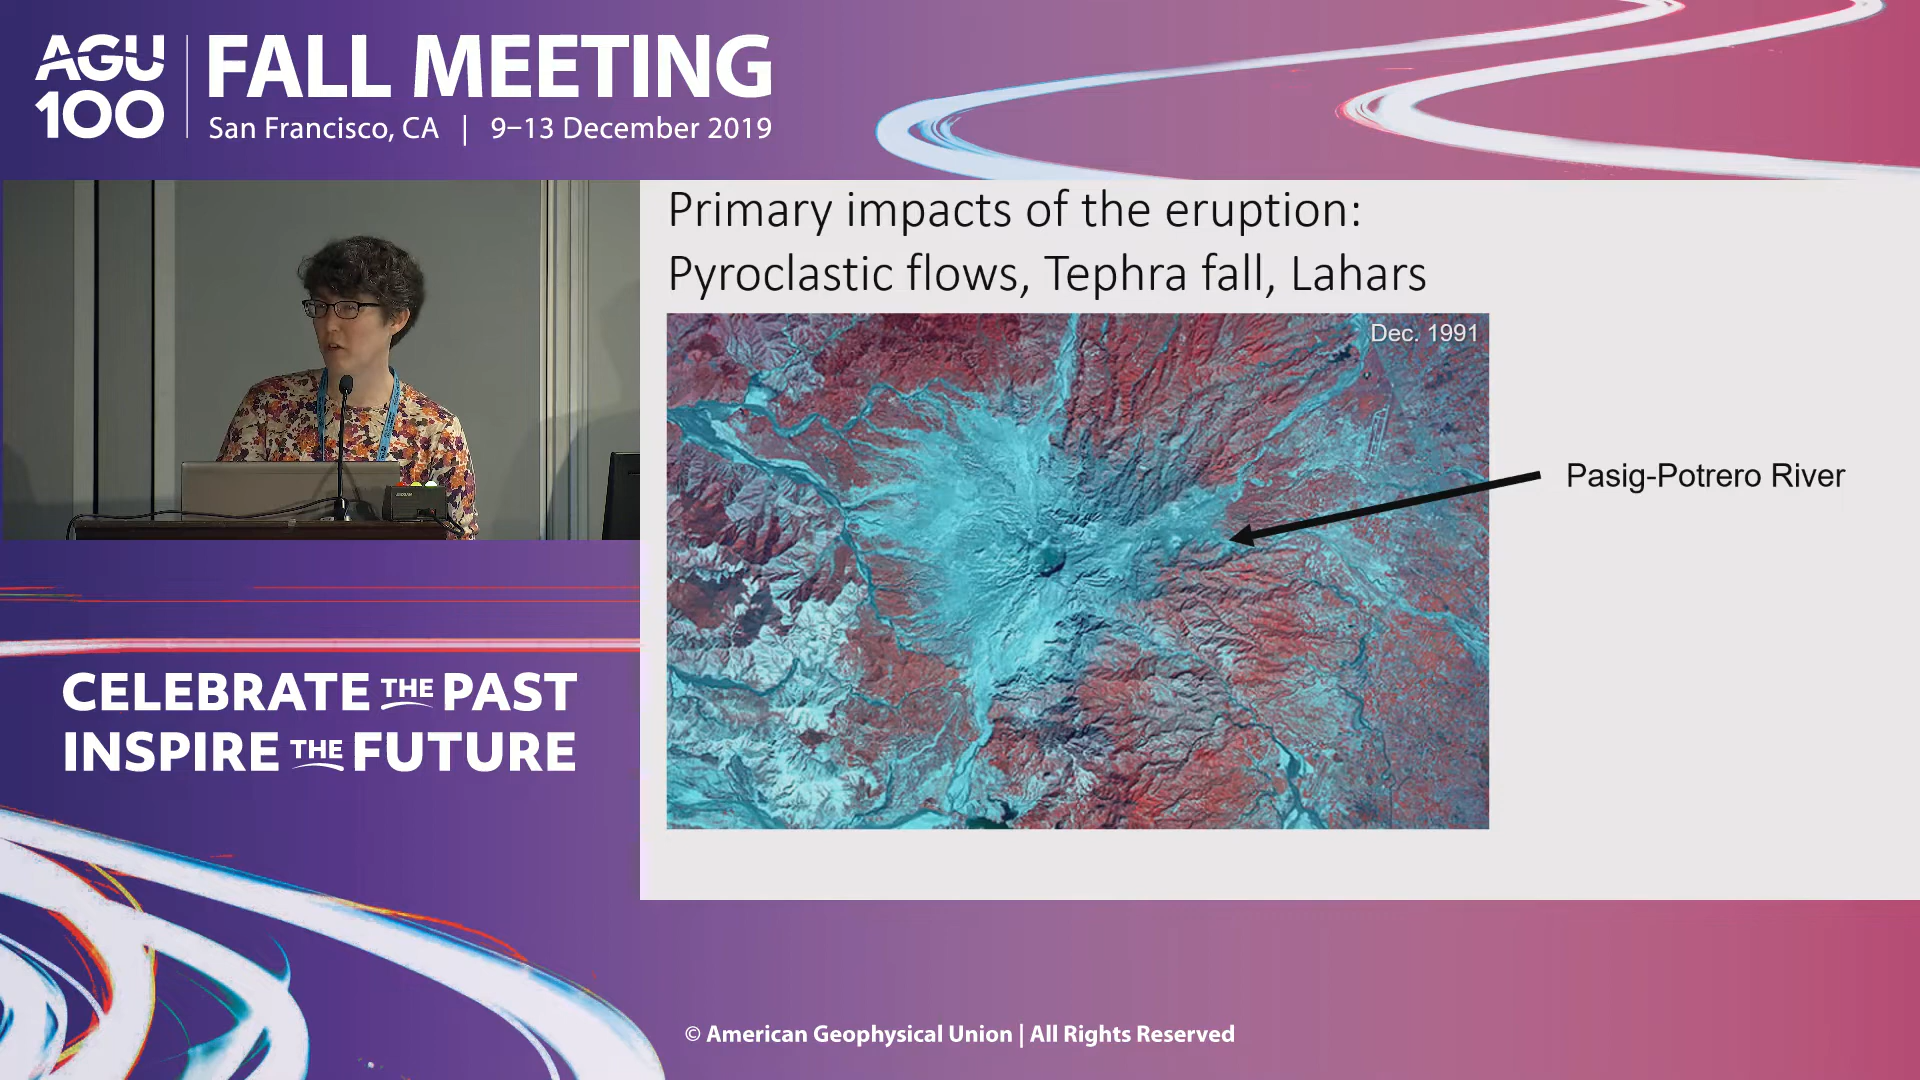 AGU
100
FALL MEETING
San Francisco, CA | 9–13 December 2019
Primary impacts of the eruption:
Pyroclastic flows, Tephra fall, Lahars
Dec. 1991
Pasig-Potrero River
CELEBRATE THE PAST
INSPIRE THE FUTURE
© American Geophysical Union | All Rights Reserved